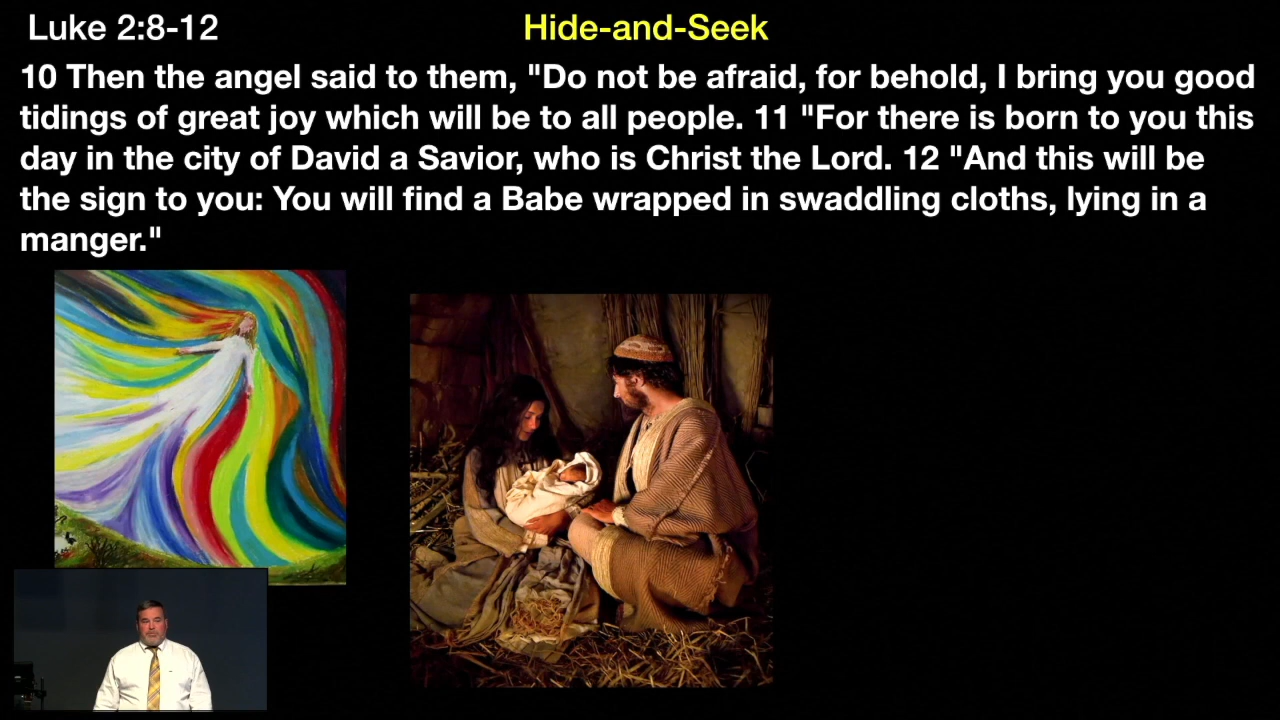 Luke 2:8-12
Hide-and-Seek
10 Then the angel said to them, "Do not be afraid, for behold, I bring you good
tidings of great joy which will be to all people. 11 "For there is born to you this
day in the city of David a Savior, who is Christ the Lord. 12 "And this will be
the sign to you: You will find a Babe wrapped in swaddling cloths, lying in a
manger."